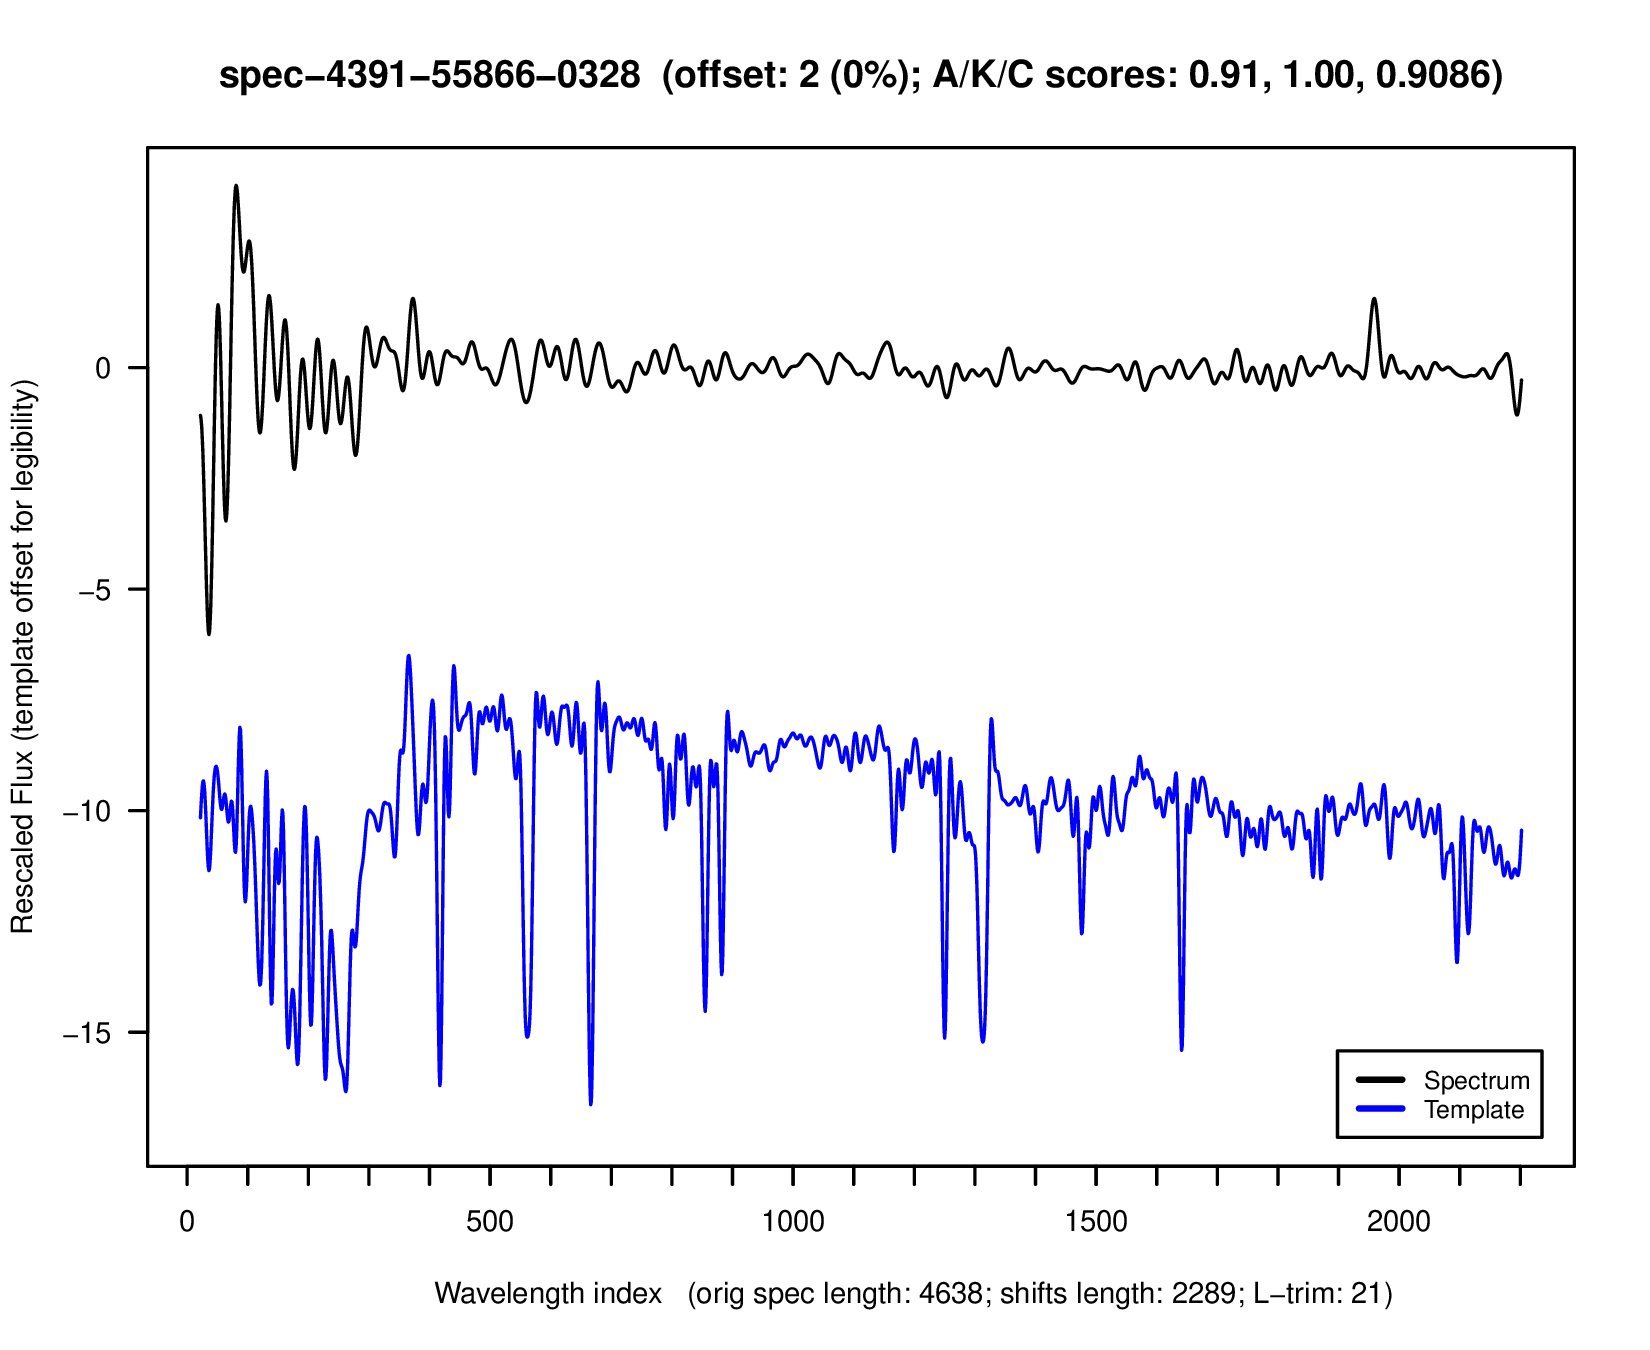 spec−4391−55866−0328  (offset: 2 (0%); A/K/C scores: 0.91, 1.00, 0.9086)
Rescaled Flux (template offset for legibility)
0
−5
−10
−15
Spectrum
Template
0 500 1000 1500 2000
Wavelength index   (orig spec length: 4638; shifts length: 2289; L−trim: 21)